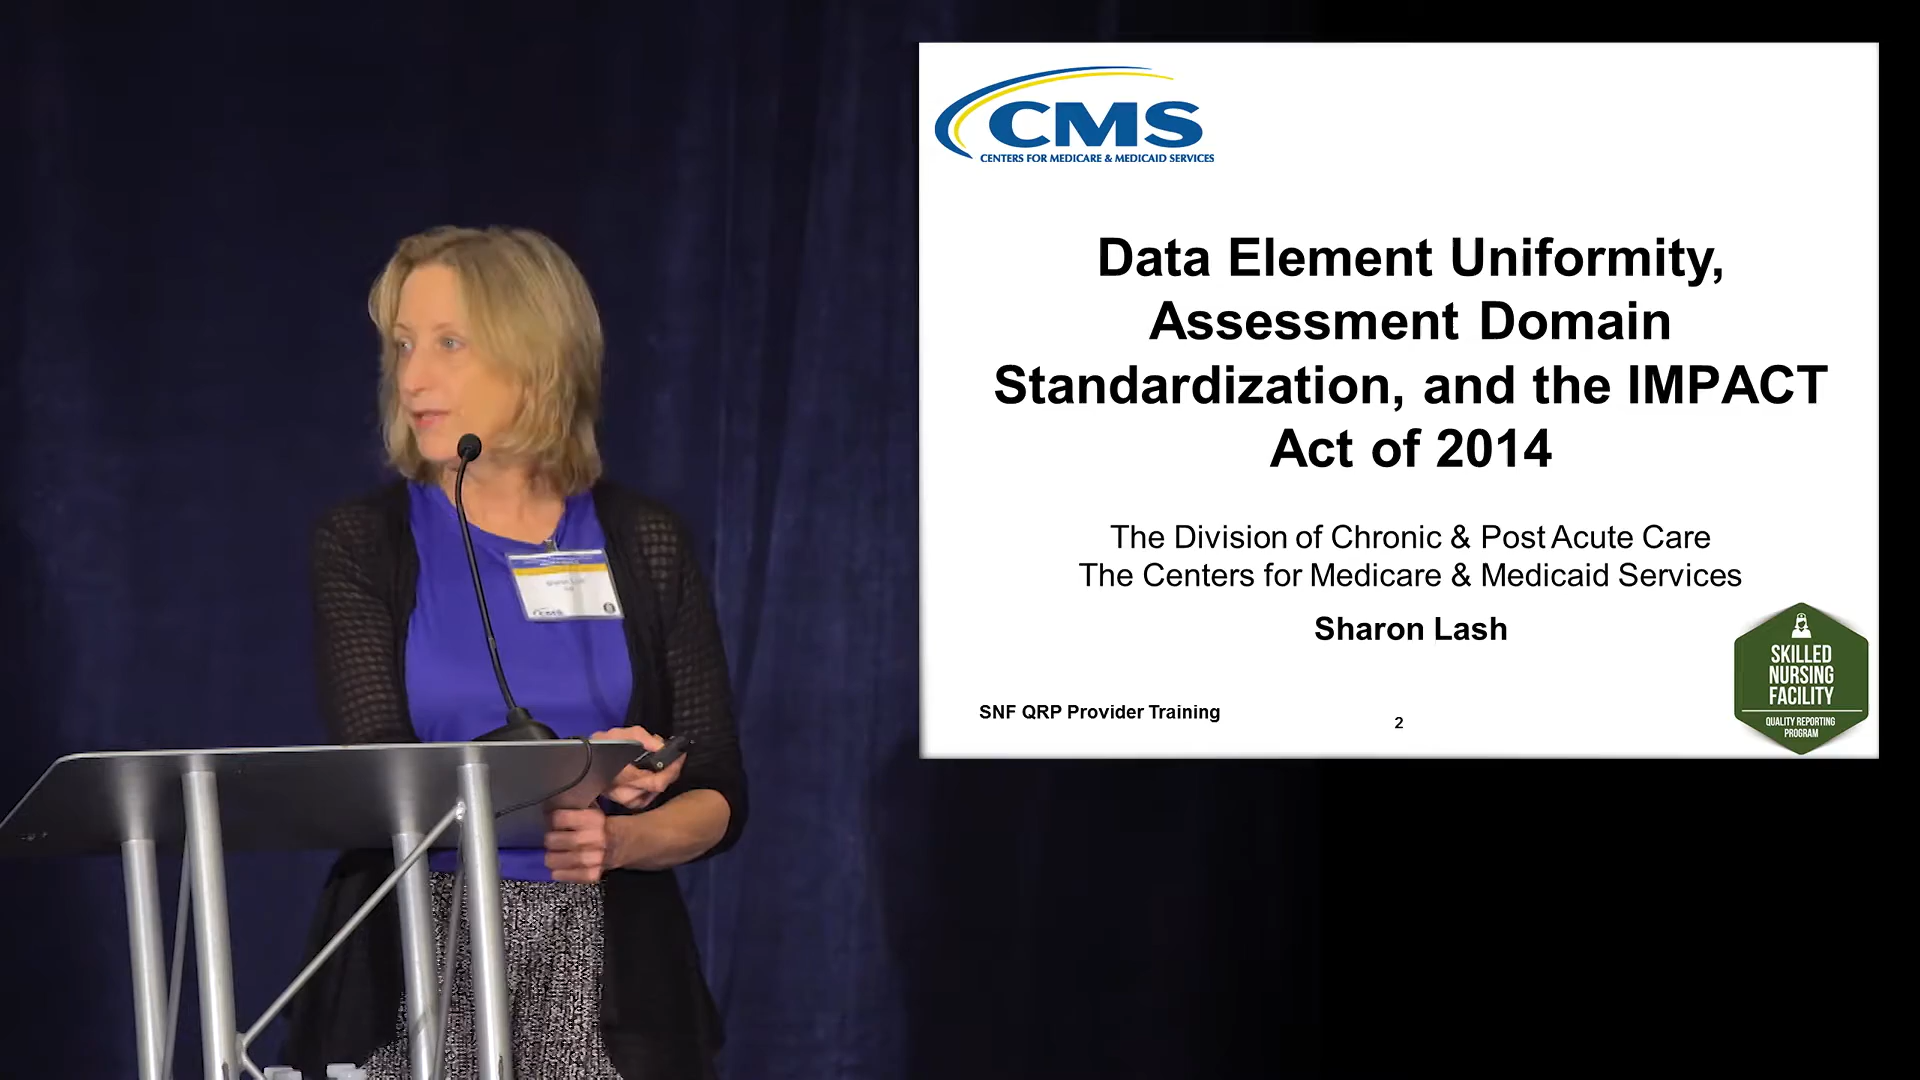 CMS
CENTERS FOR MEDICARE & MEDICAID SERVICES
Data Element Uniformity,
Assessment Domain
Standardization, and the IMPACT
Act of 2014
The Division of Chronic & Post Acute Care
The Centers for Medicare & Medicaid Services
Sharon Lash
SNF QRP Provider Training
2
SKILLED
NURSING
FACILITY
QUALITY REPORTING
PROGRAM
CMS